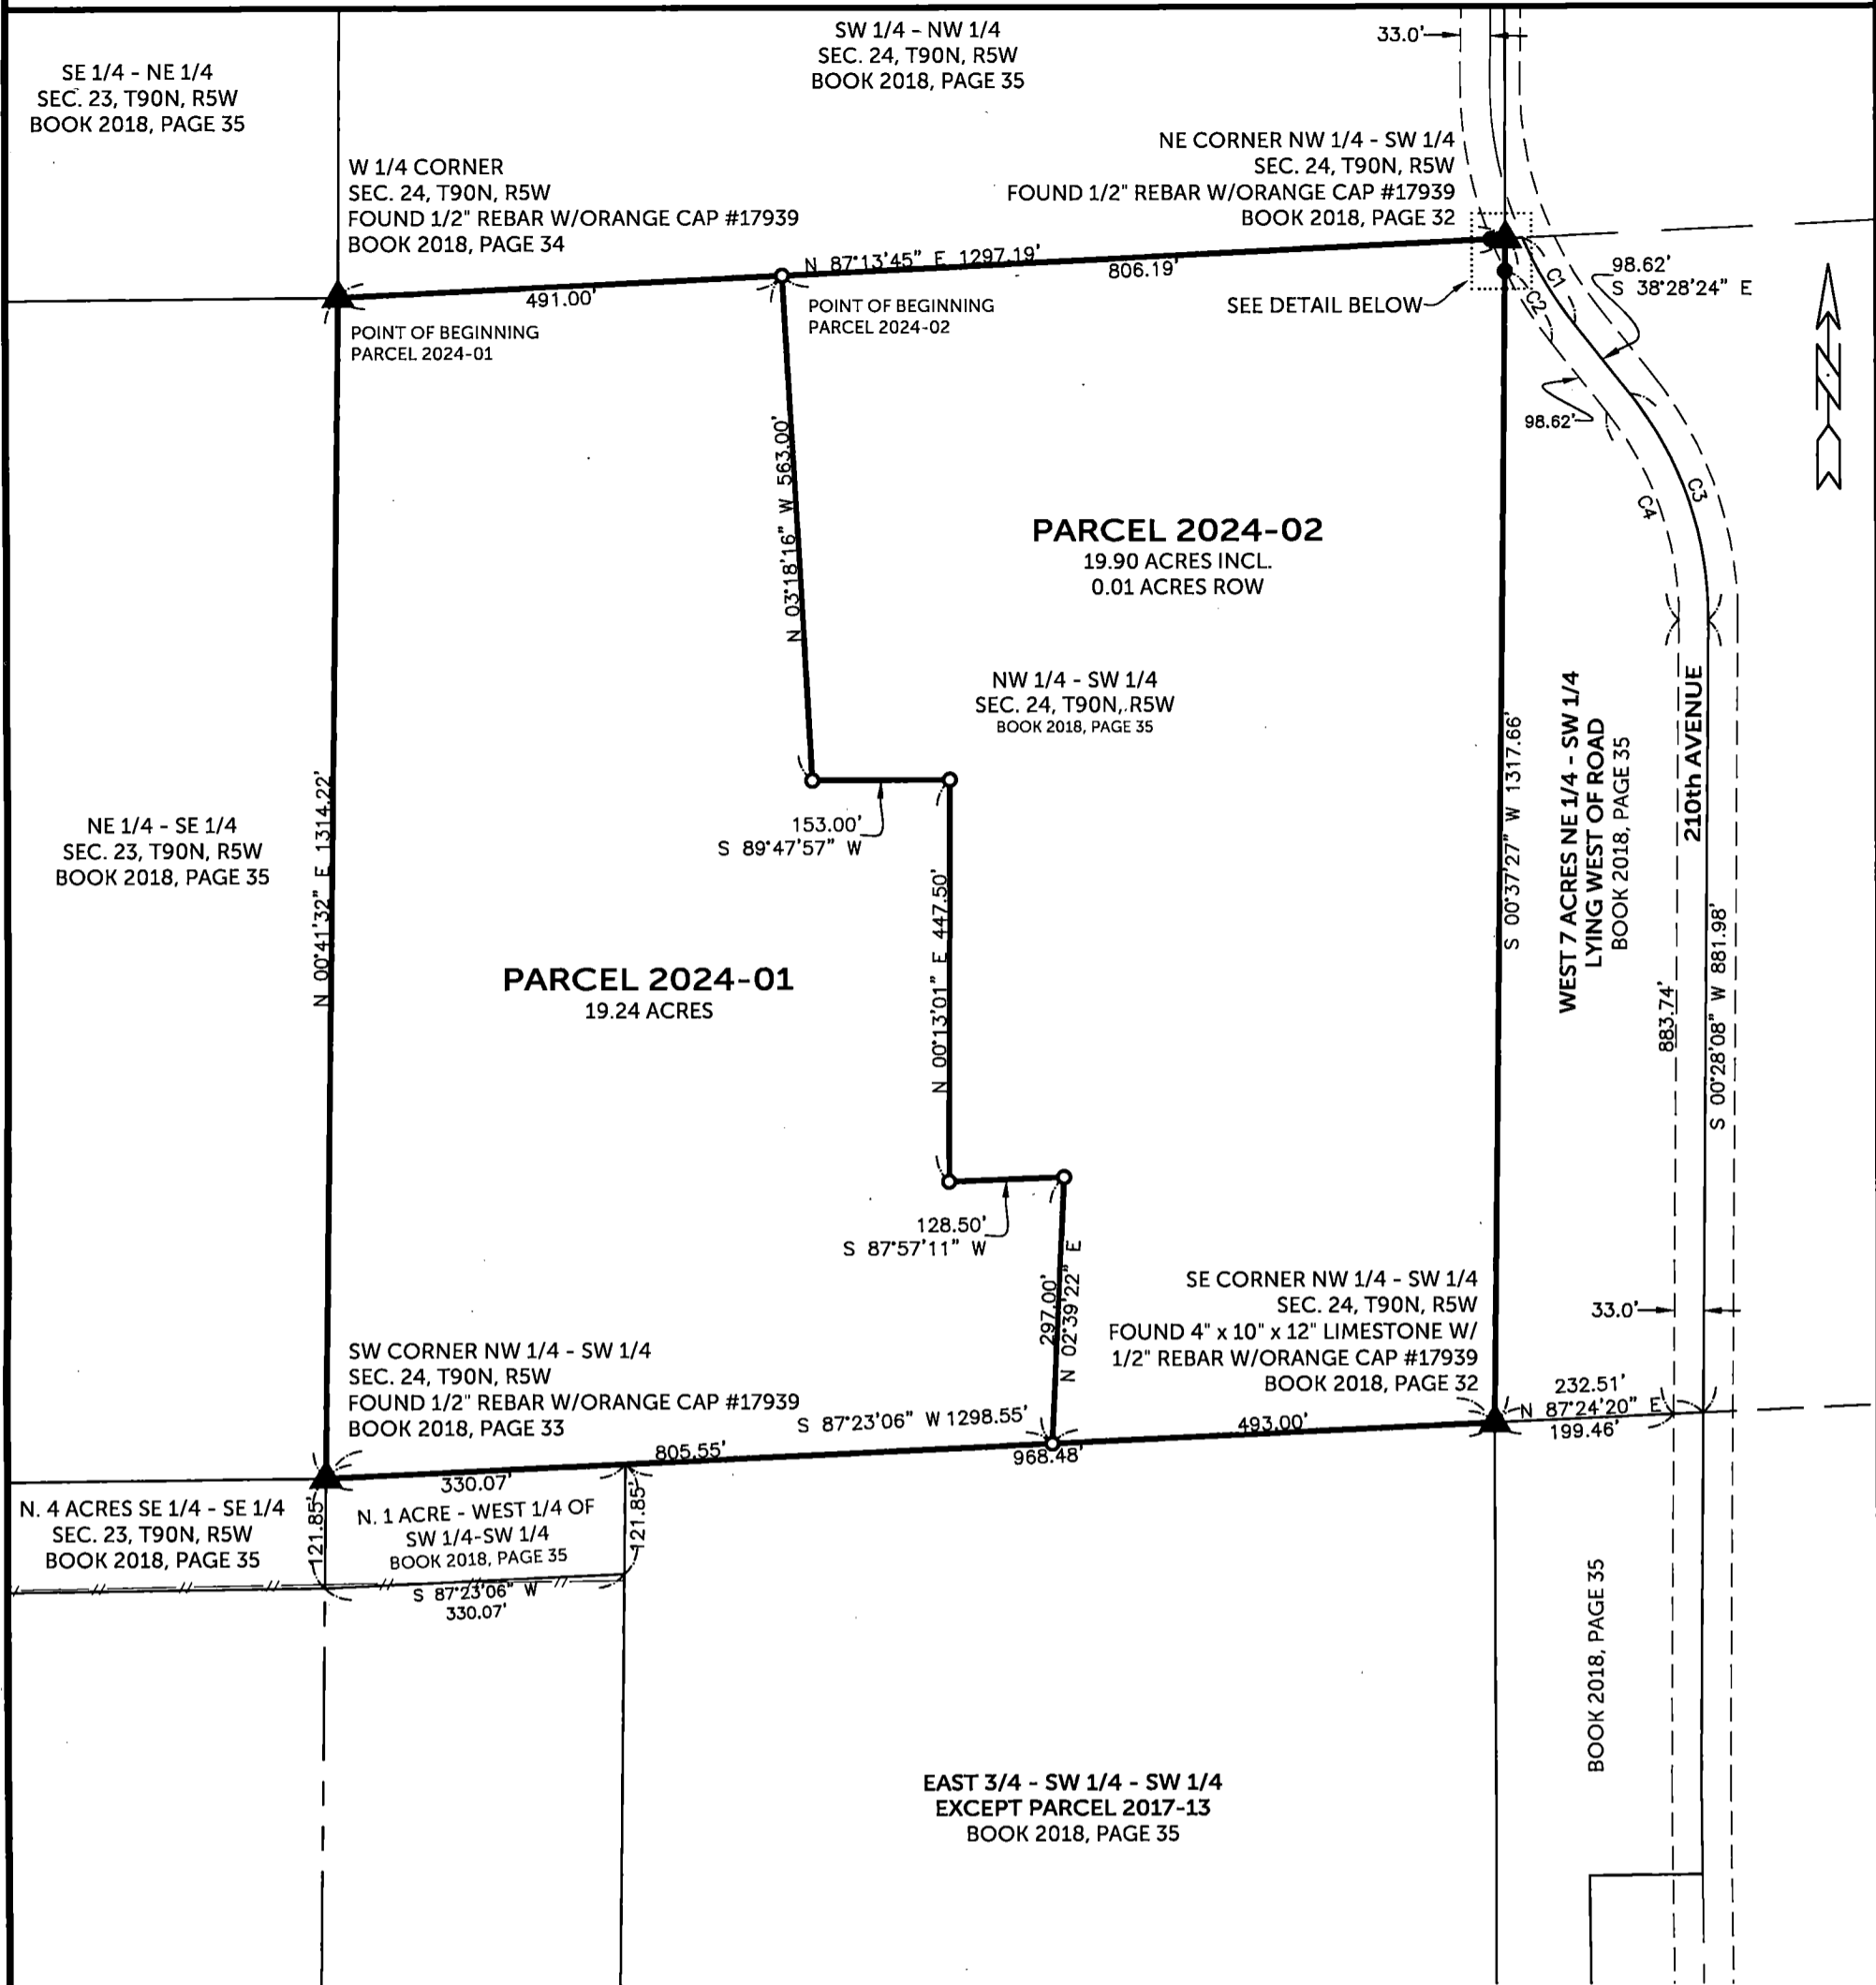 SW 1/4 - NW 1/4
SEC. 24, T90N, R5W
BOOK 2018, PAGE 35
33.0'
SE 1/4 - NE 1/4
SEC. 23, T90N, R5W
BOOK 2018, PAGE 35
W 1/4 CORNER
SEC. 24, T90N, R5W
FOUND 1/2" REBAR W/ORANGE CAP #17939
BOOK 2018, PAGE 34
NE CORNER NW 1/4 - SW 1/4
SEC. 24, T90N, R5W
FOUND 1/2" REBAR W/ORANGE CAP #17939
BOOK 2018, PAGE 32
N 87°13'45" E 1297.19'
491.00'
806.19'
POINT OF BEGINNING
PARCEL 2024-01
POINT OF BEGINNING
PARCEL 2024-02
SEE DETAIL BELOW
C1
C2
98.62'
S 38°28'24" E
N
98.62'
C3
C4
N 03°18'16" W 563.00'
PARCEL 2024-02
19.90 ACRES INCL.
0.01 ACRES ROW
NW 1/4 - SW 1/4
SEC. 24, T90N, R5W
BOOK 2018, PAGE 35
153.00'
S 89°47'57" W
N 00°41'32" E 1314.22'
NE 1/4 - SE 1/4
SEC. 23, T90N, R5W
BOOK 2018, PAGE 35
PARCEL 2024-01
19.24 ACRES
N 00°13'01" E 447.50'
S 00°37'27" W 1317.66'
WEST 7 ACRES NE 1/4 - SW 1/4
LYING WEST OF ROAD
BOOK 2018, PAGE 35
210th AVENUE
883.74'
S 00°28'08" W 881.98'
128.50'
S 87°57'11" W
297.00'
N 02°39'22" E
SE CORNER NW 1/4 - SW 1/4
SEC. 24, T90N, R5W
FOUND 4" x 10" x 12" LIMESTONE W/
1/2" REBAR W/ORANGE CAP #17939
BOOK 2018, PAGE 32
33.0'
SW CORNER NW 1/4 - SW 1/4
SEC. 24, T90N, R5W
FOUND 1/2" REBAR W/ORANGE CAP #17939
BOOK 2018, PAGE 33
S 87°23'06" W 1298.55'
805.55'
493.00'
968.48'
330.07'
232.51'
N 87°24'20" E
199.46'
N. 4 ACRES SE 1/4 - SE 1/4
SEC. 23, T90N, R5W
BOOK 2018, PAGE 35
121.85'
N. 1 ACRE - WEST 1/4 OF
SW 1/4-SW 1/4
BOOK 2018, PAGE 35
121.85'
S 87°23'06" W
330.07'
BOOK 2018, PAGE 35
EAST 3/4 - SW 1/4 - SW 1/4
EXCEPT PARCEL 2017-13
BOOK 2018, PAGE 35